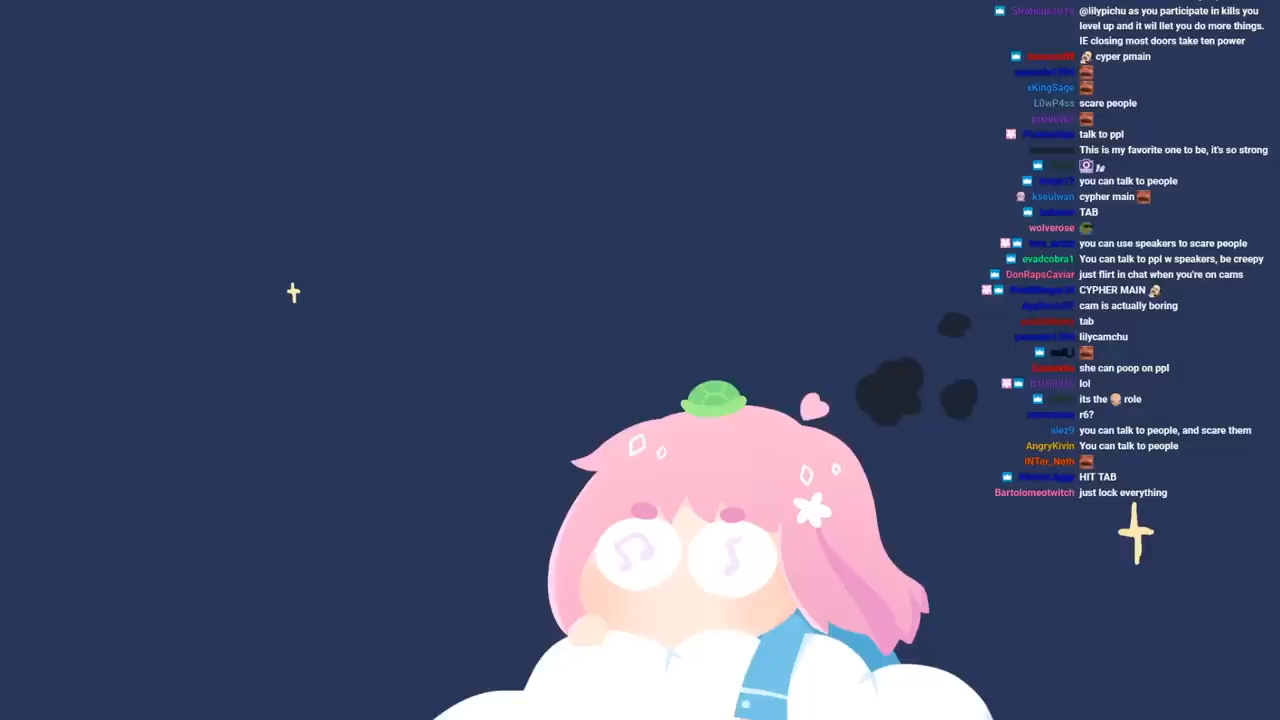 @lilypichu as you participate in kills you
level up and it wil llet you do more things.
IE closing most doors take ten power
cyper pmain
xKingSage
L0wP4ss scare people
talk to ppl
This is my favorite one to be, it's so strong
you can talk to people
kseulwan cypher main
TAB
wolverose
you can use speakers to scare people
evadcobra1 You can talk to ppl w speakers, be creepy
DonRapsCaviar just flirt in chat when you're on cams
CYPHER MAIN
cam is actually boring
tab
lilycamchu
null_i
she can poop on ppl
lol
its the role
r6?
alez9 you can talk to people, and scare them
AngryKivin You can talk to people
INTer_Neth
HIT TAB
Bartolomeotwitch just lock everything